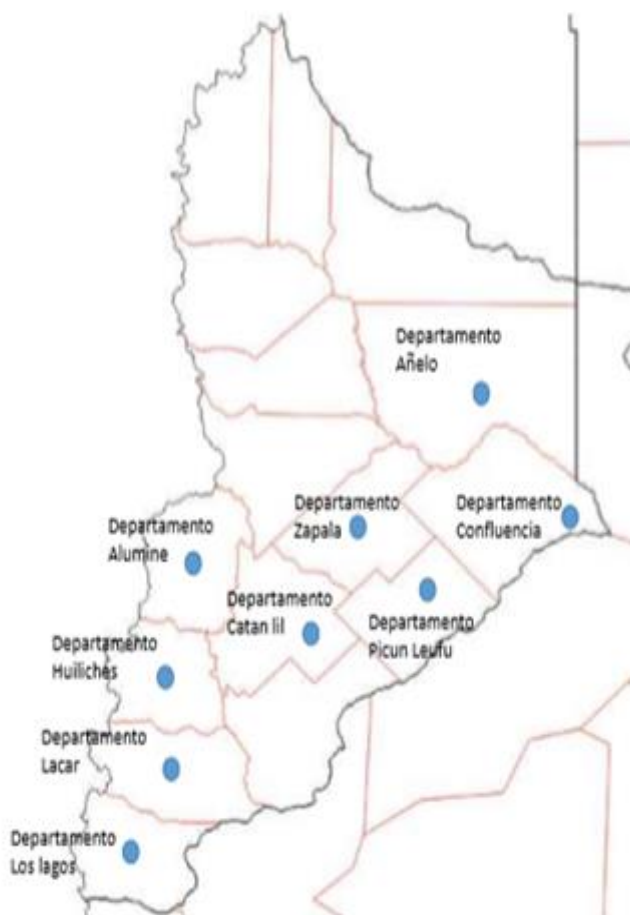 Departamento
Añelo
Departamento
Zapala
Departamento
Confluencia
Departamento
Alumine
Departamento
Catan lil
Departamento
Picun Leufu
Departamento
Huiliches
Departamento
Lacar
Departamento
Los lagos